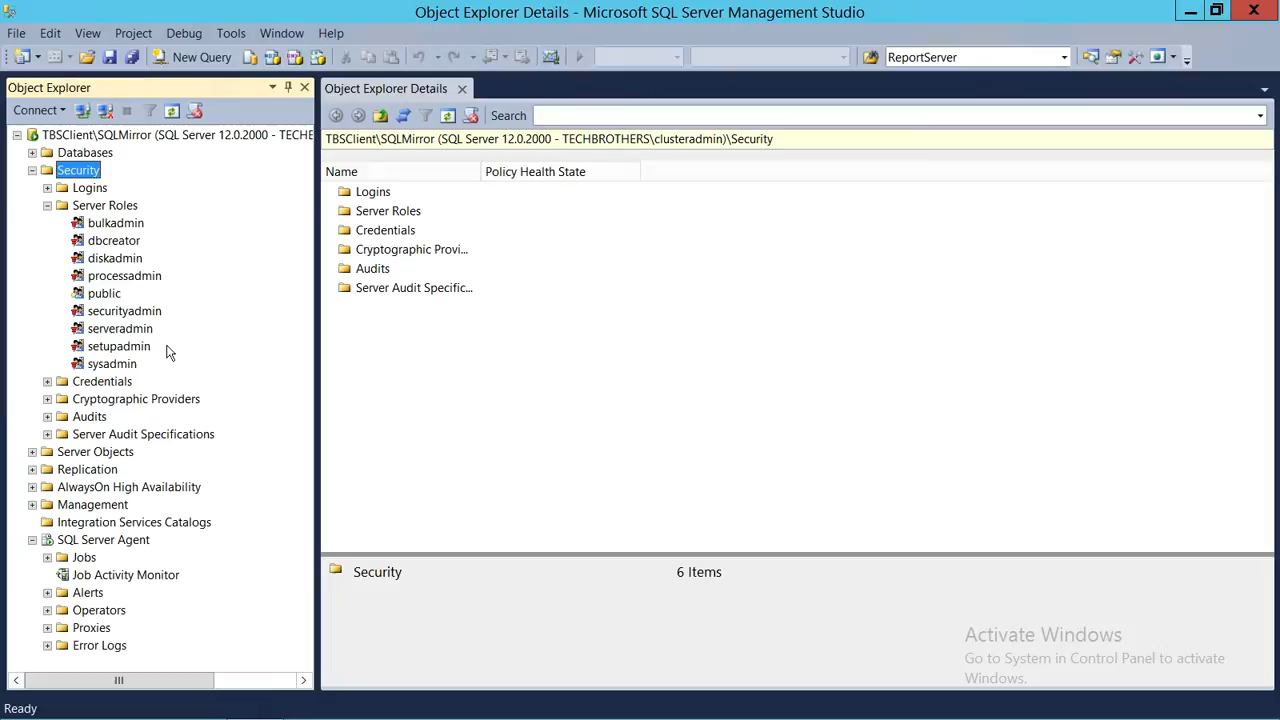 Object Explorer Details - Microsoft SQL Server Management Studio
File Edit View Project Debug Tools Window Help
New Query ReportServer
Object Explorer
Connect
TBSClient\SQLMirror (SQL Server 12.0.2000 - TECHE
Databases
Security
Logins
Server Roles
bulkadmin
dbcreator
diskadmin
processadmin
public
securityadmin
serveradmin
setupadmin
sysadmin
Credentials
Cryptographic Providers
Audits
Server Audit Specifications
Server Objects
Replication
AlwaysOn High Availability
Management
Integration Services Catalogs
SQL Server Agent
Jobs
Job Activity Monitor
Alerts
Operators
Proxies
Error Logs
Object Explorer Details
Search
TBSClient\SQLMirror (SQL Server 12.0.2000 - TECHBROTHERS\clusteradmin)\Security
Name Policy Health State
Logins
Server Roles
Credentials
Cryptographic Provi...
Audits
Server Audit Specific...
Security 6 Items
Activate Windows
Go to System in Control Panel to activate
Windows.
Ready